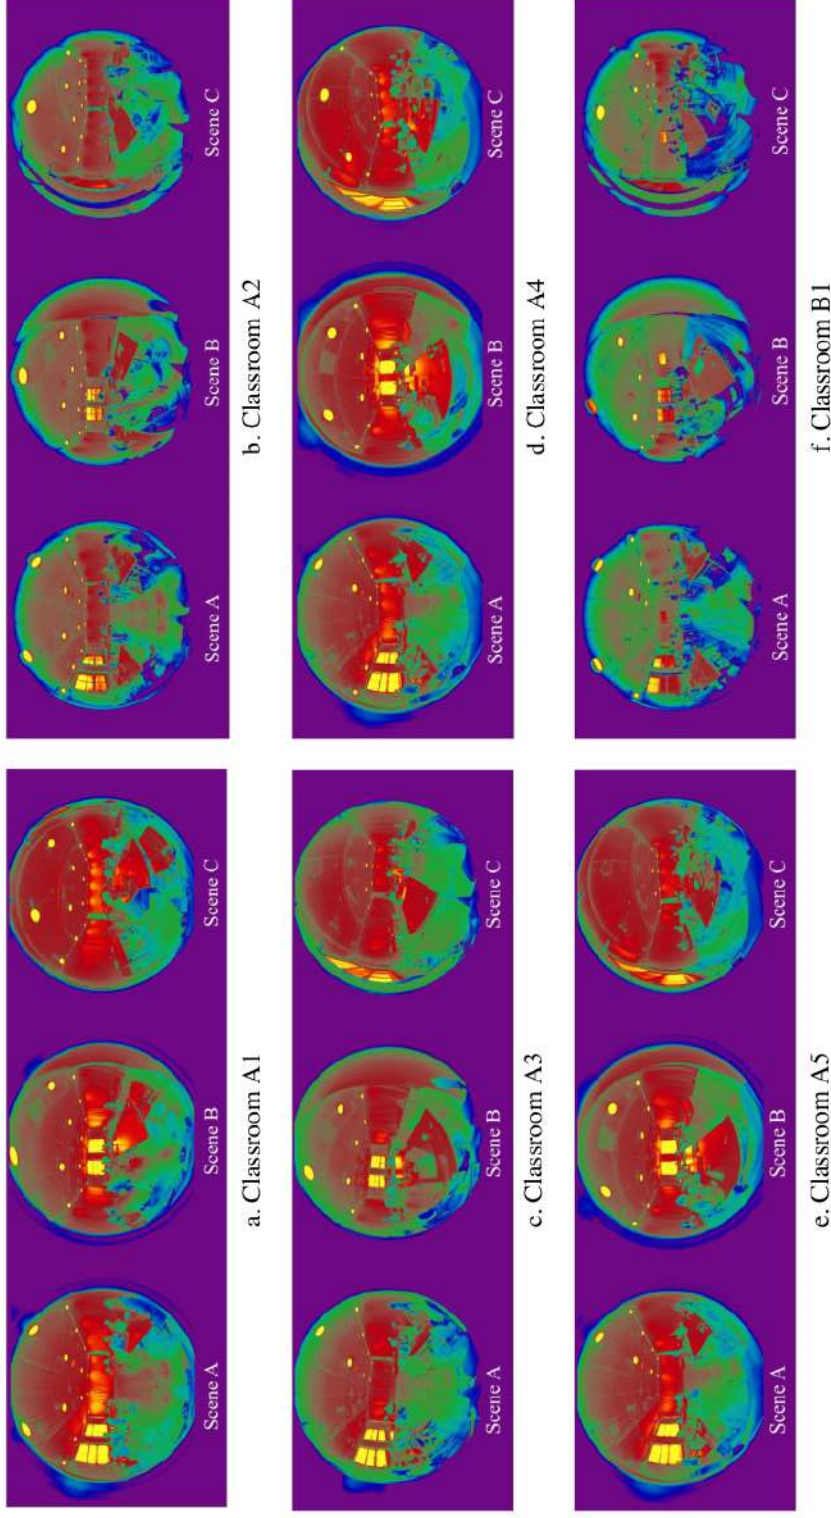 Scene A Scene B Scene C
a. Classroom A1
Scene A Scene B Scene C
b. Classroom A2
Scene A Scene B Scene C
c. Classroom A3
Scene A Scene B Scene C
d. Classroom A4
Scene A Scene B Scene C
e. Classroom A5
Scene A Scene B Scene C
f. Classroom B1